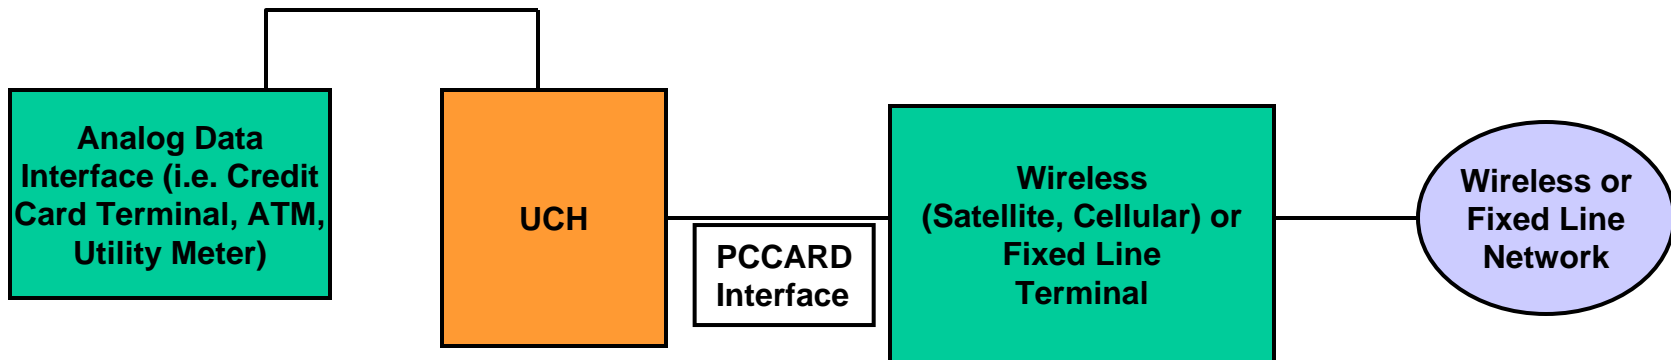 Analog Data
Interface (i.e. Credit
Card Terminal, ATM,
Utility Meter)
UCH
PCCARD
Interface
Wireless
(Satellite, Cellular) or
Fixed Line
Terminal
Wireless or
Fixed Line
Network